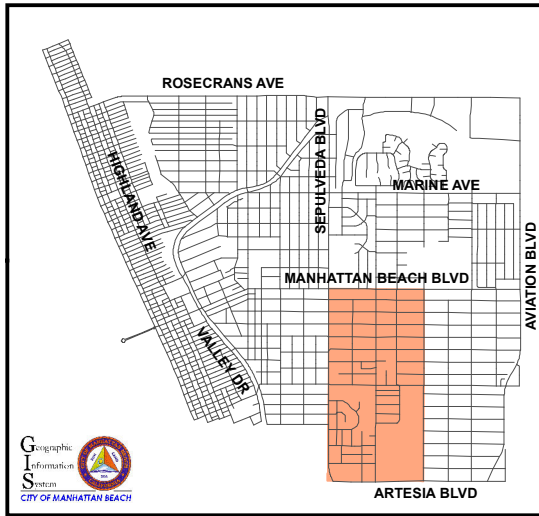 ROSECRANS AVE
HIGHLAND AVE
SEPULVEDA BLVD
MARINE AVE
MANHATTAN BEACH BLVD
AVIATION BLVD
VALLEY DR
ARTESIA BLVD
Geographic
Information
System
CITY OF MANHATTAN BEACH